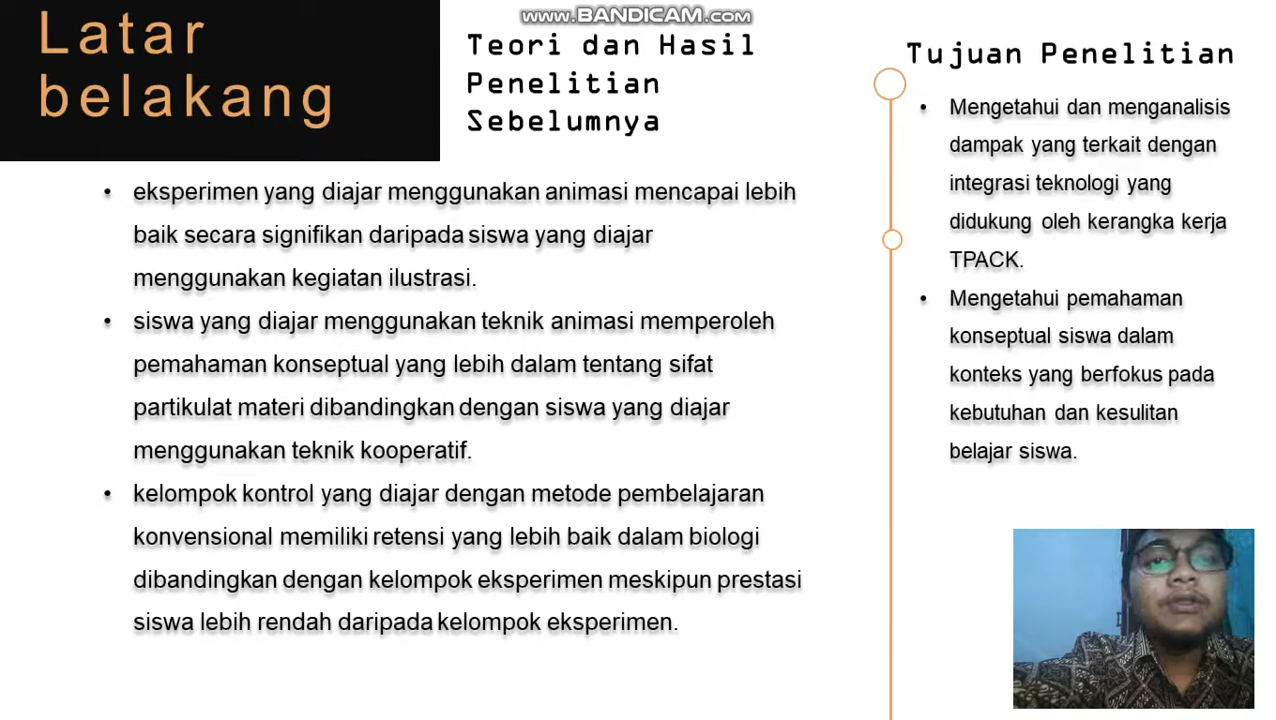 www.BANDICAM.com
Latar
belakang
Teori dan Hasil
Penelitian
Sebelumnya
• eksperimen yang diajar menggunakan animasi mencapai lebih
baik secara signifikan daripada siswa yang diajar
menggunakan kegiatan ilustrasi.
• siswa yang diajar menggunakan teknik animasi memperoleh
pemahaman konseptual yang lebih dalam tentang sifat
partikulat materi dibandingkan dengan siswa yang diajar
menggunakan teknik kooperatif.
• kelompok kontrol yang diajar dengan metode pembelajaran
konvensional memiliki retensi yang lebih baik dalam biologi
dibandingkan dengan kelompok eksperimen meskipun prestasi
siswa lebih rendah daripada kelompok eksperimen.
Tujuan Penelitian
• Mengetahui dan menganalisis
dampak yang terkait dengan
integrasi teknologi yang
didukung oleh kerangka kerja
TPACK.
• Mengetahui pemahaman
konseptual siswa dalam
konteks yang berfokus pada
kebutuhan dan kesulitan
belajar siswa.